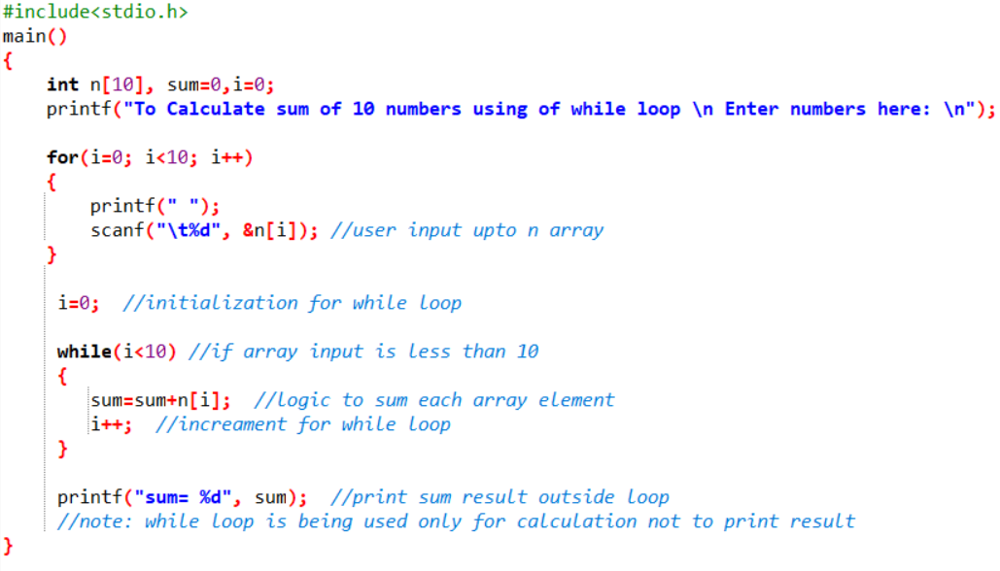 #include<stdio.h>
main()
{
int n[10], sum=0,i=0;
printf("To Calculate sum of 10 numbers using of while loop \n Enter numbers here: \n");
for(i=0; i<10; i++)
{
printf(" ");
scanf("\t%d", &n[i]); //user input upto n array
}
i=0; //initialization for while loop
while(i<10) //if array input is less than 10
{
sum=sum+n[i]; //logic to sum each array element
i++; //increament for while loop
}
printf("sum= %d", sum); //print sum result outside loop
//note: while loop is being used only for calculation not to print result
}